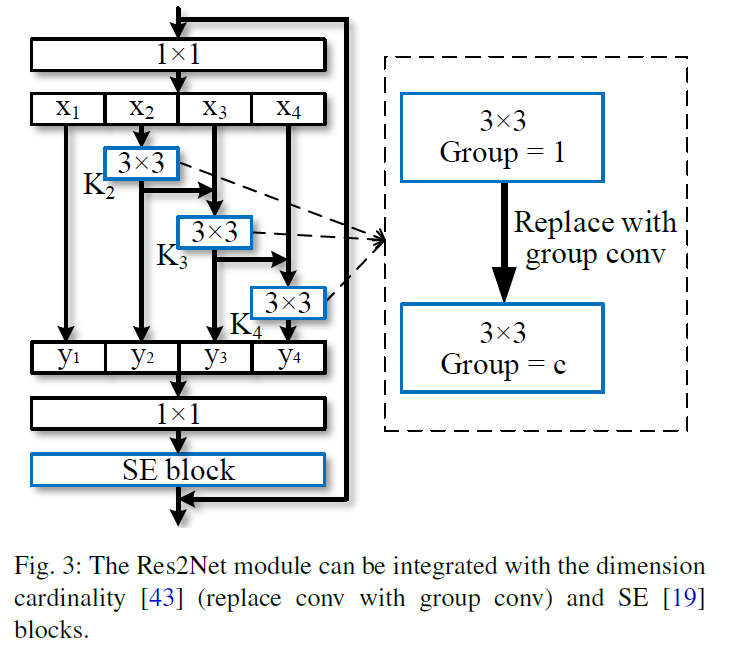 1×1
x1 x2 x3 x4
3×3
K2
3×3
K3
3×3
K4
y1 y2 y3 y4
1×1
SE block
3×3
Group = 1
Replace with
group conv
3×3
Group = c
Fig. 3: The Res2Net module can be integrated with the dimension
cardinality [43] (replace conv with group conv) and SE [19]
blocks.